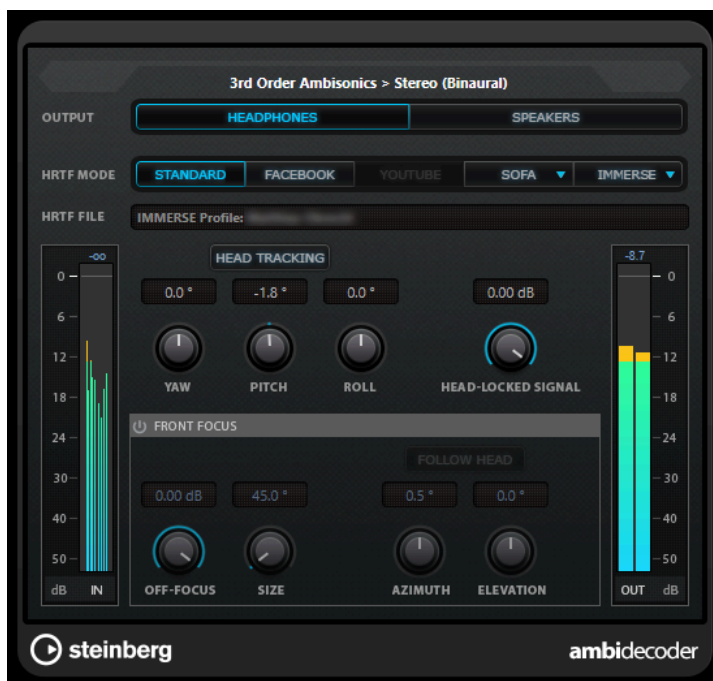 3rd Order Ambisonics > Stereo (Binaural)
OUTPUT HEADPHONES SPEAKERS
HRTF MODE STANDARD FACEBOOK YOUTUBE SOFA IMMERSE
HRTF FILE IMMERSE Profile:
-∞ HEAD TRACKING -8.7
0 0.0 ° -1.8 ° 0.0 ° 0.00 dB 0
6 6
12 12
YAW PITCH ROLL HEAD-LOCKED SIGNAL
18 18
FRONT FOCUS
24 24
FOLLOW HEAD
30 0.00 dB 45.0 ° 0.5 ° 0.0 ° 30
40 40
50 50
dB IN OFF-FOCUS SIZE AZIMUTH ELEVATION OUT dB
steinberg ambidecoder